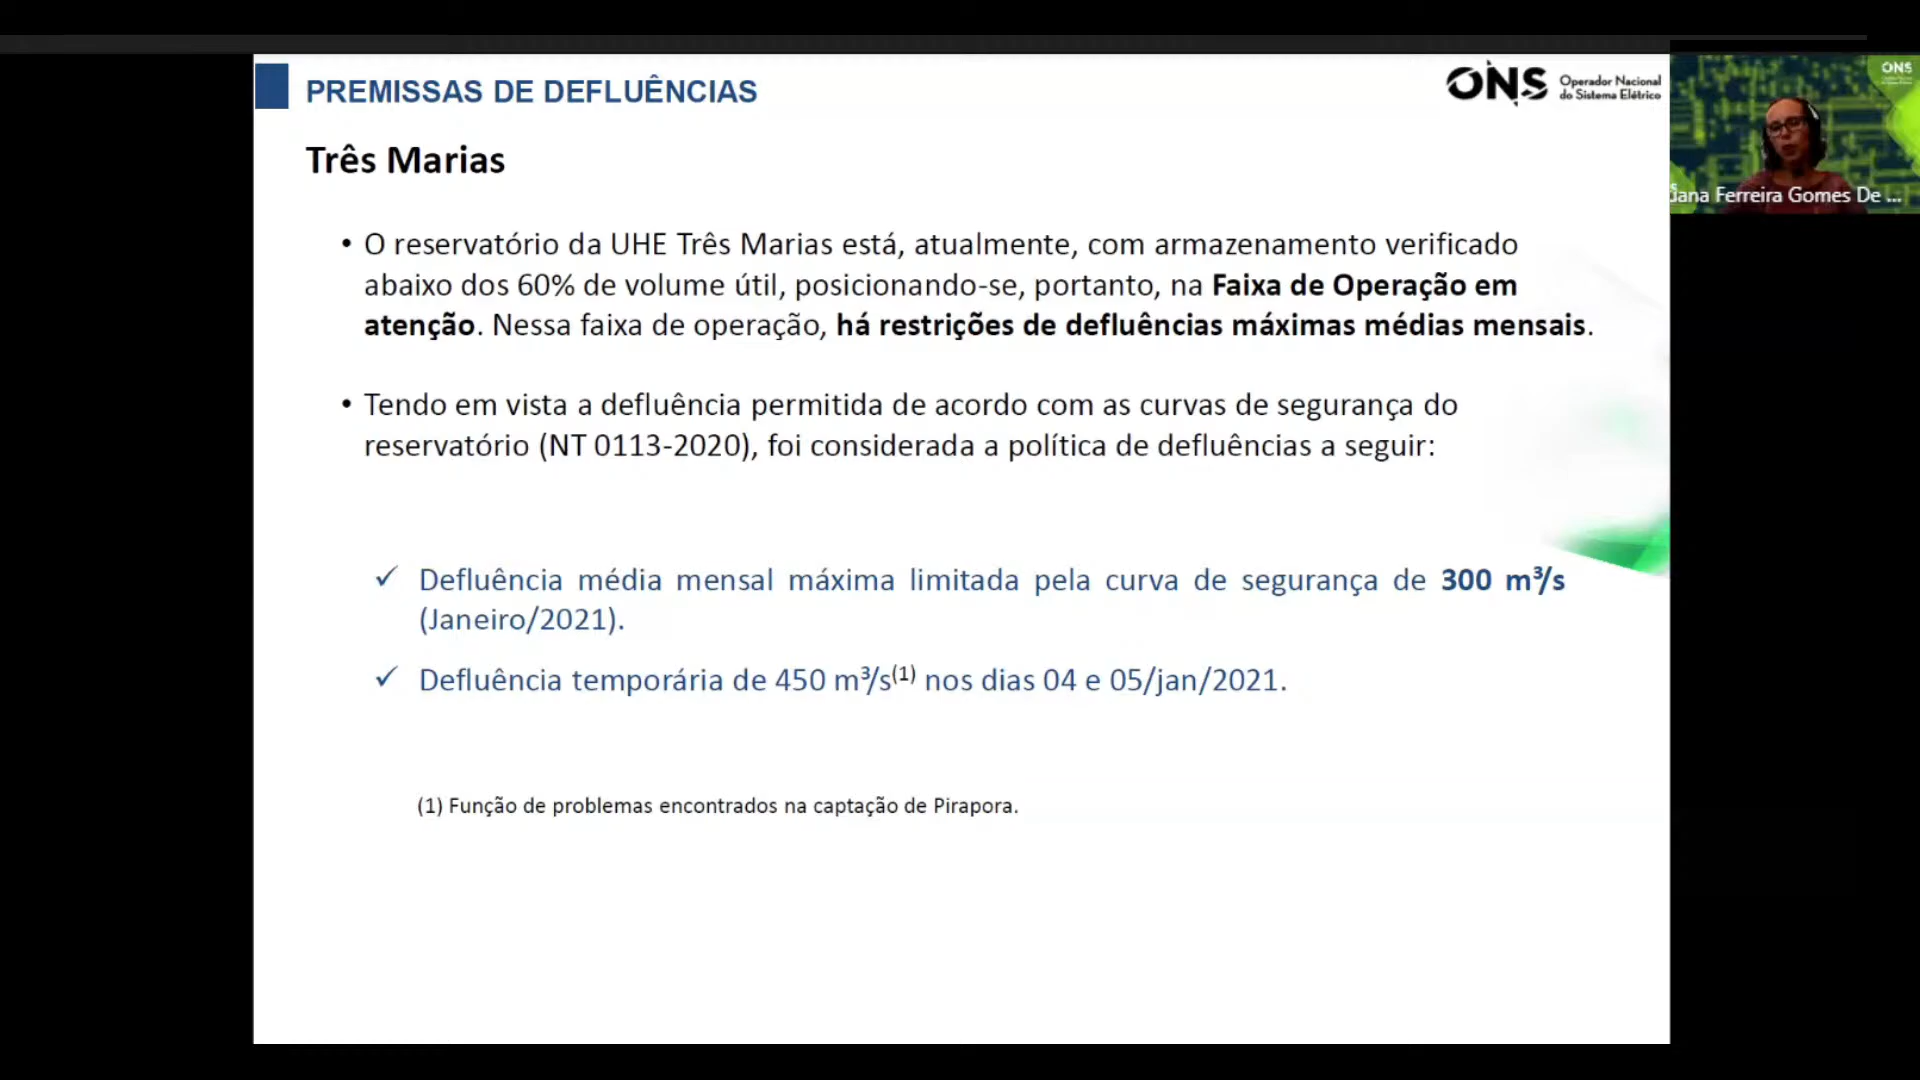 PREMISSAS DE DEFLUÊNCIAS
ONS Operador Nacional
do Sistema Elétrico
ONS
Três Marias
Ferreira Gomes De ...
• O reservatório da UHE Três Marias está, atualmente, com armazenamento verificado
abaixo dos 60% de volume útil, posicionando-se, portanto, na Faixa de Operação em
atenção. Nessa faixa de operação, há restrições de defluências máximas médias mensais.
• Tendo em vista a defluência permitida de acordo com as curvas de segurança do
reservatório (NT 0113-2020), foi considerada a política de defluências a seguir:
✓ Defluência média mensal máxima limitada pela curva de segurança de 300 m³/s
(Janeiro/2021).
✓ Defluência temporária de 450 m³/s(1) nos dias 04 e 05/jan/2021.
(1) Função de problemas encontrados na captação de Pirapora.